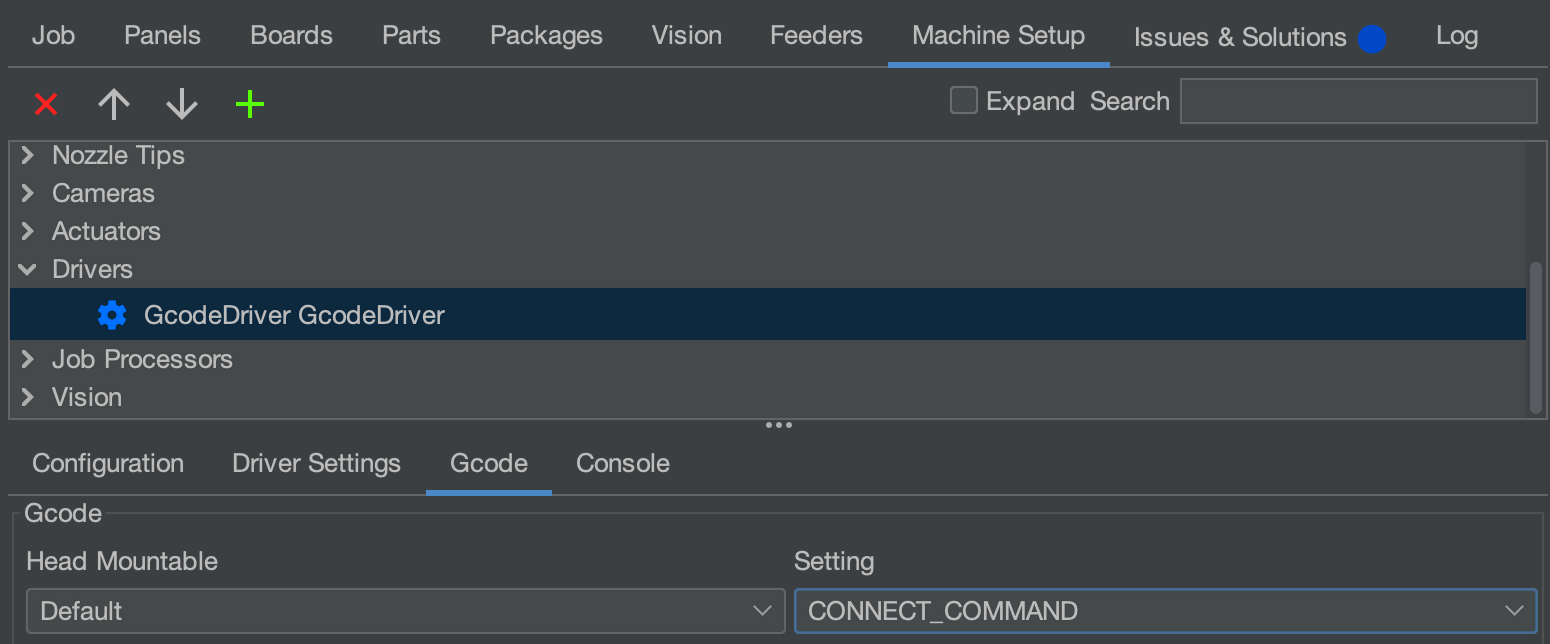 Job Panels Boards Parts Packages Vision Feeders Machine Setup Issues & Solutions Log
Expand Search
Nozzle Tips
Cameras
Actuators
Drivers
GcodeDriver GcodeDriver
Job Processors
Vision
Configuration Driver Settings Gcode Console
Gcode
Head Mountable Setting
Default CONNECT_COMMAND